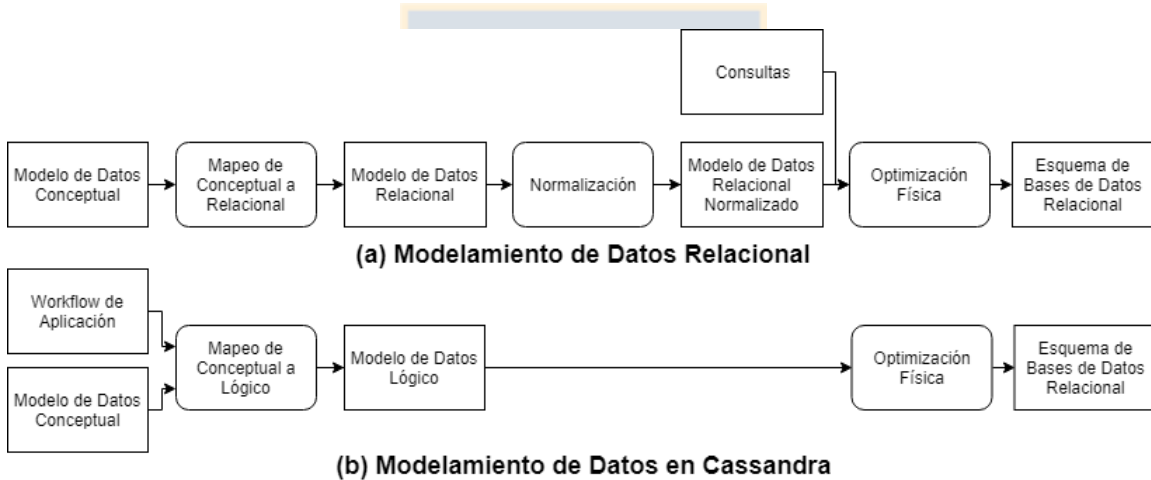 Consultas
Modelo de Datos
Conceptual
Mapeo de
Conceptual a
Relacional
Modelo de Datos
Relacional
Normalización
Modelo de Datos
Relacional
Normalizado
Optimización
Física
Esquema de
Bases de Datos
Relacional
(a) Modelamiento de Datos Relacional
Workflow de
Aplicación
Modelo de Datos
Conceptual
Mapeo de
Conceptual a
Lógico
Modelo de Datos
Lógico
Optimización
Física
Esquema de
Bases de Datos
Relacional
(b) Modelamiento de Datos en Cassandra